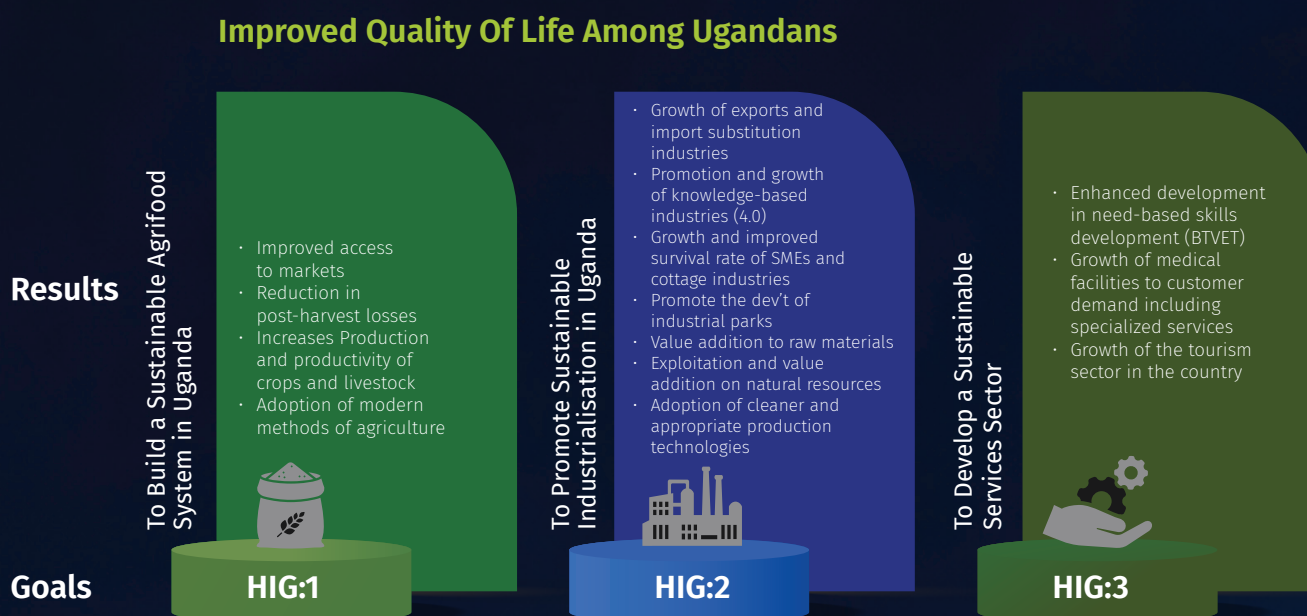 Improved Quality Of Life Among Ugandans
Results
To Build a Sustainable Agrifood
System in Uganda
· Improved access
to markets
· Reduction in
post-harvest losses
· Increases Production
and productivity of
crops and livestock
· Adoption of modern
methods of agriculture
To Promote Sustainable
Industrialisation in Uganda
· Growth of exports and
import substitution
industries
· Promotion and growth
of knowledge-based
industries (4.0)
· Growth and improved
survival rate of SMEs and
cottage industries
· Promote the dev't of
industrial parks
· Value addition to raw materials
· Exploitation and value
addition on natural resources
· Adoption of cleaner and
appropriate production
technologies
To Develop a Sustainable
Services Sector
· Enhanced development
in need-based skills
development (BTVET)
· Growth of medical
facilities to customer
demand including
specialized services
· Growth of the tourism
sector in the country
Goals
HIG:1
HIG:2
HIG:3